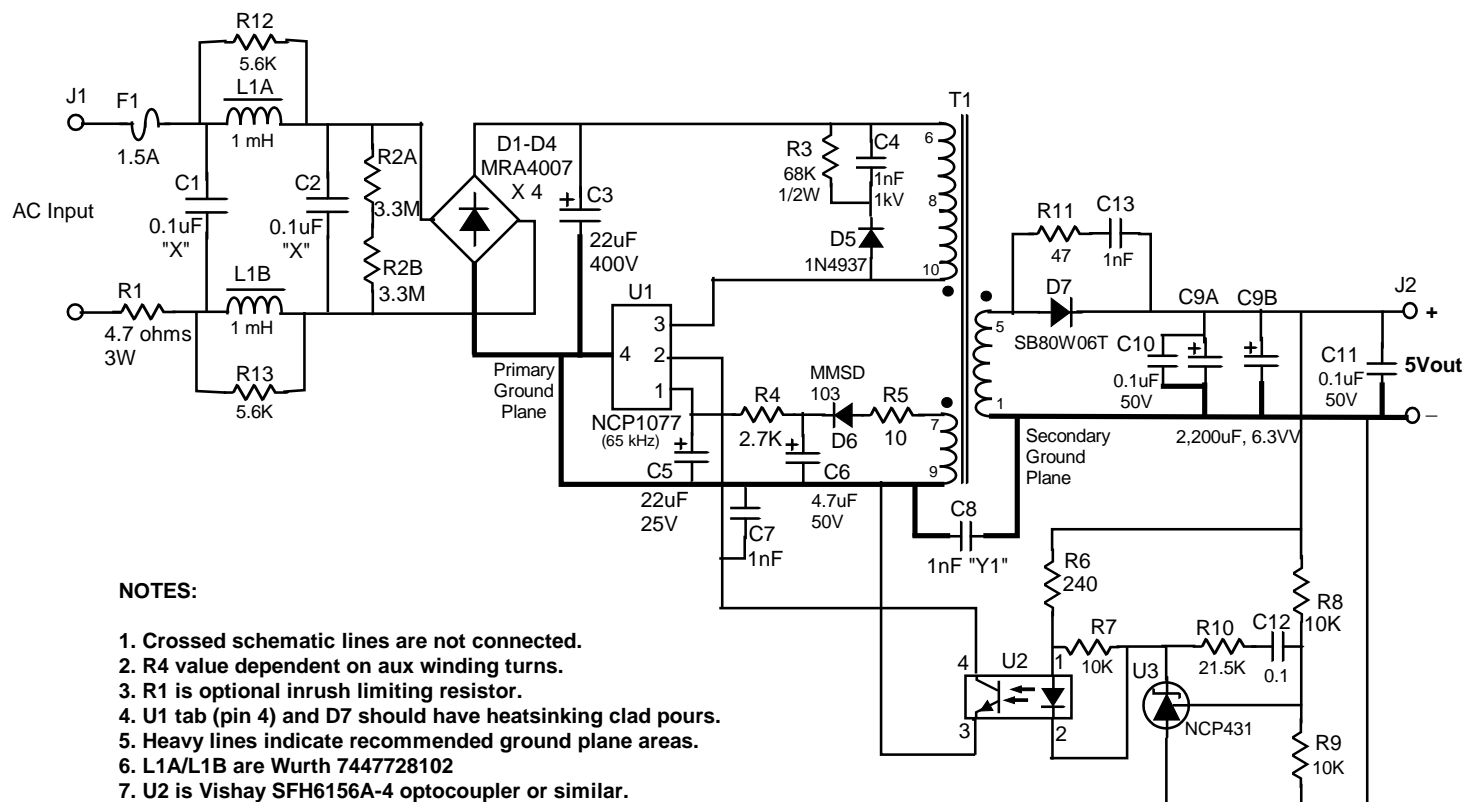 R12
5.6K
L1A
1 mH
J1
F1
1.5A
C1
0.1uF
"X"
C2
0.1uF
"X"
R2A
3.3M
R2B
3.3M
AC Input
L1B
1 mH
R1
4.7 ohms
3W
R13
5.6K
D1-D4
MRA4007
X 4
C3
+
22uF
400V
R3
68K
1/2W
C4
1nF
1kV
D5
1N4937
T1
6
8
10
U1
3
4
2
1
NCP1077
(65 kHz)
Primary
Ground
Plane
R4
2.7K
MMSD
103
D6
R5
10
7
9
+
C5
22uF
25V
+
C6
4.7uF
50V
C7
1nF
C8
1nF "Y1"
5
1
R11
47
C13
1nF
D7
SB80W06T
C9A
C9B
C10
0.1uF
50V
+
+
2,200uF, 6.3VV
C11
0.1uF
50V
J2
+
5Vout
_
Secondary
Ground
Plane
R6
240
R7
10K
R10
21.5K
C12
0.1
R8
10K
U2
4
1
3
2
U3
NCP431
R9
10K
NOTES:
1. Crossed schematic lines are not connected.
2. R4 value dependent on aux winding turns.
3. R1 is optional inrush limiting resistor.
4. U1 tab (pin 4) and D7 should have heatsinking clad pours.
5. Heavy lines indicate recommended ground plane areas.
6. L1A/L1B are Wurth 7447728102
7. U2 is Vishay SFH6156A-4 optocoupler or similar.